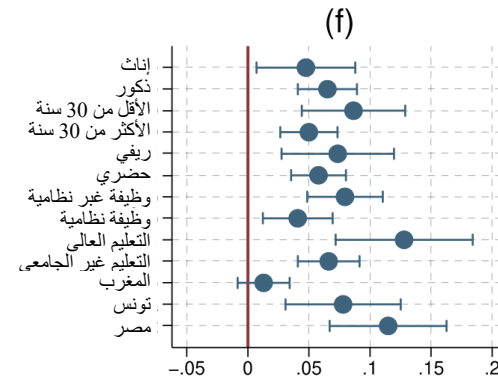 (f)
إناث
ذكور
الأقل من 30 سنة
الأكثر من 30 سنة
ريفي
حضري
وظيفة غير نظامية
وظيفة نظامية
التعليم العالي
التعليم غير الجامعي
المغرب
تونس
مصر
-.05 0 .05 .1 .15 .2